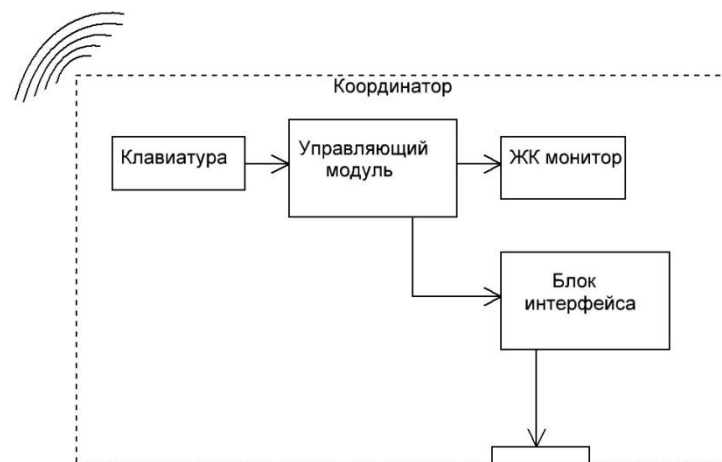 Координатор
Клавиатура
Управляющий
модуль
ЖК монитор
Блок
интерфейса